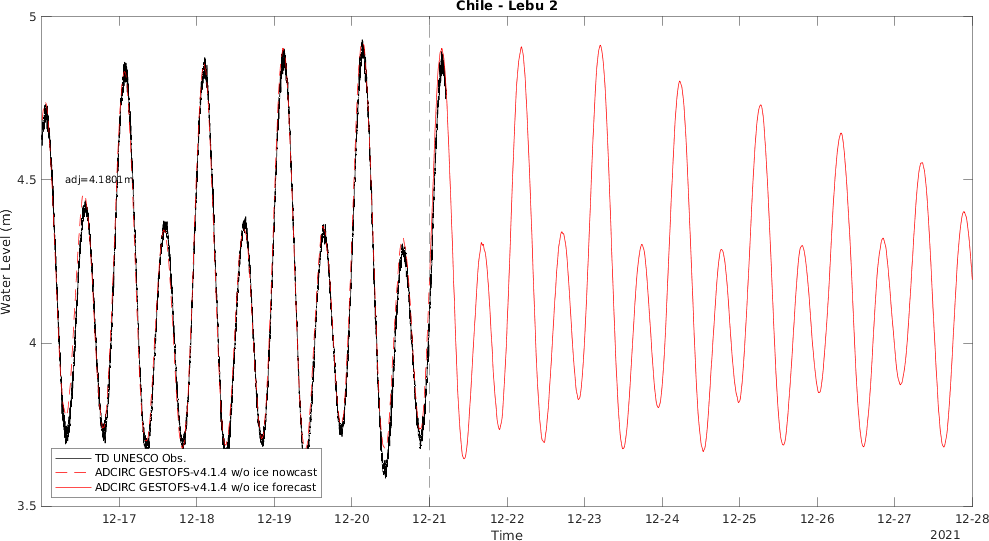 Chile - Lebu 2
5
4.5
4
3.5
Water Level (m)
adj=4.1801m
TD UNESCO Obs.
ADCIRC GESTOFS-v4.1.4 w/o ice nowcast
ADCIRC GESTOFS-v4.1.4 w/o ice forecast
12-17 12-18 12-19 12-20 12-21 12-22 12-23 12-24 12-25 12-26 12-27 12-28
Time
2021